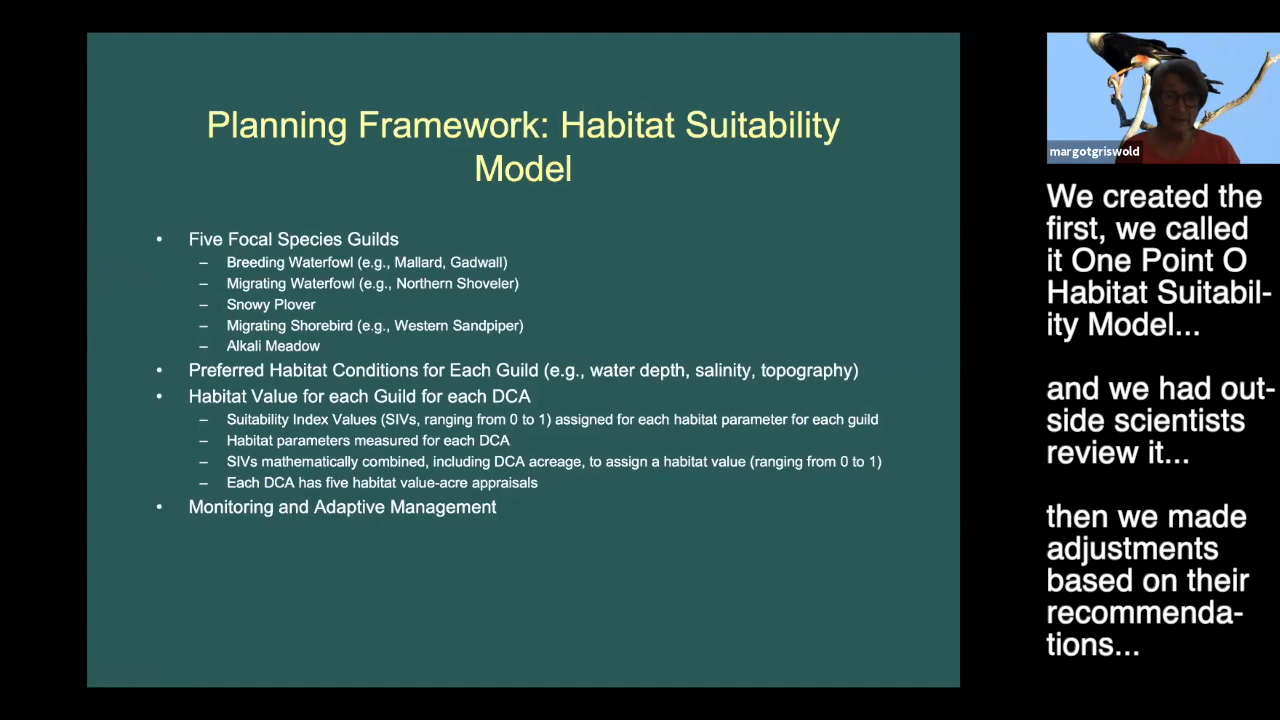 Planning Framework: Habitat Suitability
Model
• Five Focal Species Guilds
– Breeding Waterfowl (e.g., Mallard, Gadwall)
– Migrating Waterfowl (e.g., Northern Shoveler)
– Snowy Plover
– Migrating Shorebird (e.g., Western Sandpiper)
– Alkali Meadow
• Preferred Habitat Conditions for Each Guild (e.g., water depth, salinity, topography)
• Habitat Value for each Guild for each DCA
– Suitability Index Values (SIVs, ranging from 0 to 1) assigned for each habitat parameter for each guild
– Habitat parameters measured for each DCA
– SIVs mathematically combined, including DCA acreage, to assign a habitat value (ranging from 0 to 1)
– Each DCA has five habitat value-acre appraisals
• Monitoring and Adaptive Management
margotgriswold
We created the
first, we called
it One Point O
Habitat Suitabil-
ity Model...
and we had out-
side scientists
review it...
then we made
adjustments
based on their
recommenda-
tions...